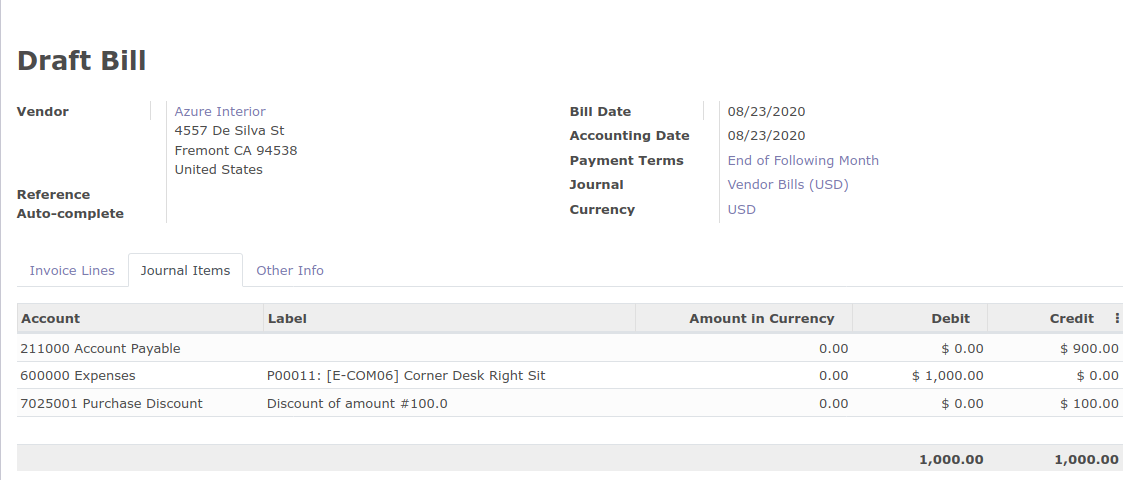 Draft Bill
Vendor
Azure Interior
4557 De Silva St
Fremont CA 94538
United States
Reference
Auto-complete
Bill Date 08/23/2020
Accounting Date 08/23/2020
Payment Terms End of Following Month
Journal Vendor Bills (USD)
Currency USD
Invoice Lines Journal Items Other Info
Account Label Amount in Currency Debit Credit
211000 Account Payable 0.00 $ 0.00 $ 900.00
600000 Expenses P00011: [E-COM06] Corner Desk Right Sit 0.00 $ 1,000.00 $ 0.00
7025001 Purchase Discount Discount of amount #100.0 0.00 $ 0.00 $ 100.00
1,000.00 1,000.00